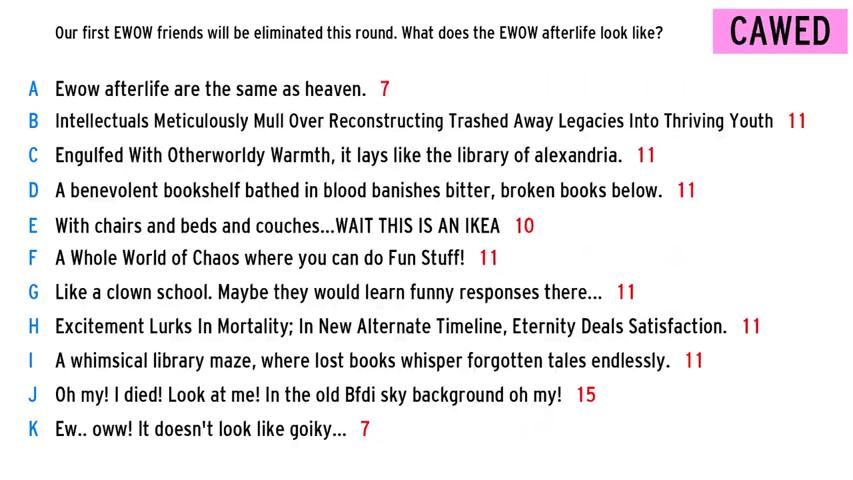 Our first EWOW friends will be eliminated this round. What does the EWOW afterlife look like?
CAWED
A Ewow afterlife are the same as heaven. 7
B Intellectuals Meticulously Mull Over Reconstructing Trashed Away Legacies Into Thriving Youth 11
C Engulfed With Otherworldy Warmth, it lays like the library of alexandria. 11
D A benevolent bookshelf bathed in blood banishes bitter, broken books below. 11
E With chairs and beds and couches...WAIT THIS IS AN IKEA 10
F A Whole World of Chaos where you can do Fun Stuff! 11
G Like a clown school. Maybe they would learn funny responses there... 11
H Excitement Lurks In Mortality; In New Alternate Timeline, Eternity Deals Satisfaction. 11
I A whimsical library maze, where lost books whisper forgotten tales endlessly. 11
J Oh my! I died! Look at me! In the old Bfdi sky background oh my! 15
K Ew.. oww! It doesn't look like goiky... 7